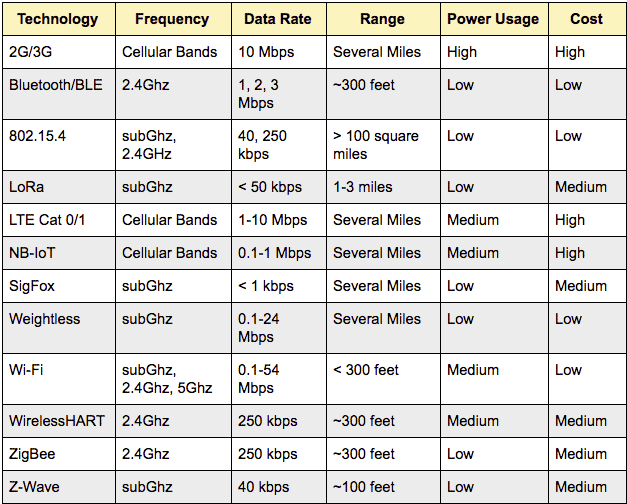 Technology Frequency Data Rate Range Power Usage Cost
2G/3G Cellular Bands 10 Mbps Several Miles High High
Bluetooth/BLE 2.4Ghz 1, 2, 3 ~300 feet Low Low
Mbps
802.15.4 subGhz, 40, 250 > 100 square Low Low
2.4GHz kbps miles
LoRa subGhz < 50 kbps 1-3 miles Low Medium
LTE Cat 0/1 Cellular Bands 1-10 Mbps Several Miles Medium High
NB-IoT Cellular Bands 0.1-1 Mbps Several Miles Medium High
SigFox subGhz < 1 kbps Several Miles Low Medium
Weightless subGhz 0.1-24 Several Miles Low Low
Mbps
Wi-Fi subGhz, 0.1-54 < 300 feet Medium Low
2.4Ghz, 5Ghz Mbps
WirelessHART 2.4Ghz 250 kbps ~300 feet Medium Medium
ZigBee 2.4Ghz 250 kbps ~300 feet Low Medium
Z-Wave subGhz 40 kbps ~100 feet Low Medium